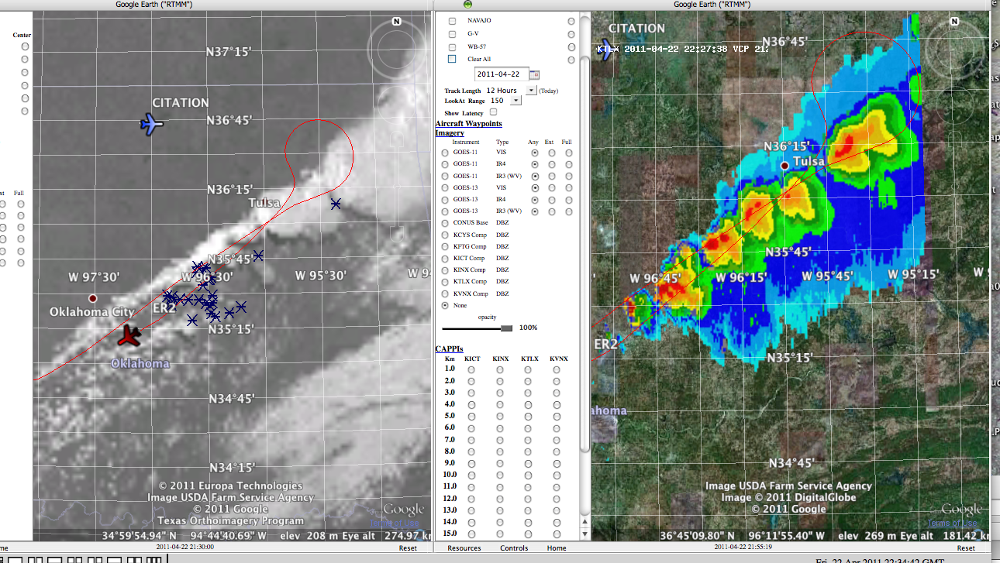 Google Earth ("RTMM")
Center
Full
N37°15'
CITATION
N36°45'
N36°15'
Tulsa
N35°45'
W 97°30'
W 96°30'
W 95°30'
W 94
Oklahoma City
ER2
N35°15'
Oklahoma
N34°45'
N34°15'
© 2011 Europa Technologies
Image USDA Farm Service Agency
© 2011 Google
Texas Orthoimagery Program
Google
Terms of Use
34°59'54.94" N 94°44'40.69" W elev 208 m Eye alt 274.97 k
2011-04-22 21:30:00
Reset
N
NAVAJO
G-V
WB-57
Clear All
2011-04-22
Track Length 12 Hours (Today)
LookAt Range 150
Show Latency
Aircraft Waypoints
Imagery
Instrument Type Any Ext Full
GOES-11 VIS
GOES-11 IR4
GOES-11 IR3 (WV)
GOES-13 VIS
GOES-13 IR4
GOES-13 IR3 (WV)
CONUS Base DBZ
KCYS Comp DBZ
KFTG Comp DBZ
KICT Comp DBZ
KINX Comp DBZ
KTLX Comp DBZ
KVNX Comp DBZ
None
opacity
100%
CAPPIs
Km KICT KINX KTLX KVNX
1.0
2.0
3.0
4.0
5.0
6.0
7.0
8.0
9.0
10.0
11.0
12.0
13.0
14.0
15.0
Resources Controls Home
Google Earth ("RTMM")
N
CITATION
N36°45'
KTLX 2011-04-22 22:27:38 VCP 21:
N36°15'
Tulsa
N35°45'
W 96°45'
W 96°15'
W 95°45'
W 95°15'
ER2
N35°15'
ahoma
N34°45'
Image USDA Farm Service Agency
Image © 2011 DigitalGlobe
© 2011 Google
Google
Terms of Use
36°45'09.80" N 96°11'55.40" W elev 269 m Eye alt 181.42 k
2011-04-22 21:55:19
Reset
Fri, 22 Apr 2011 22:34:42 GMT